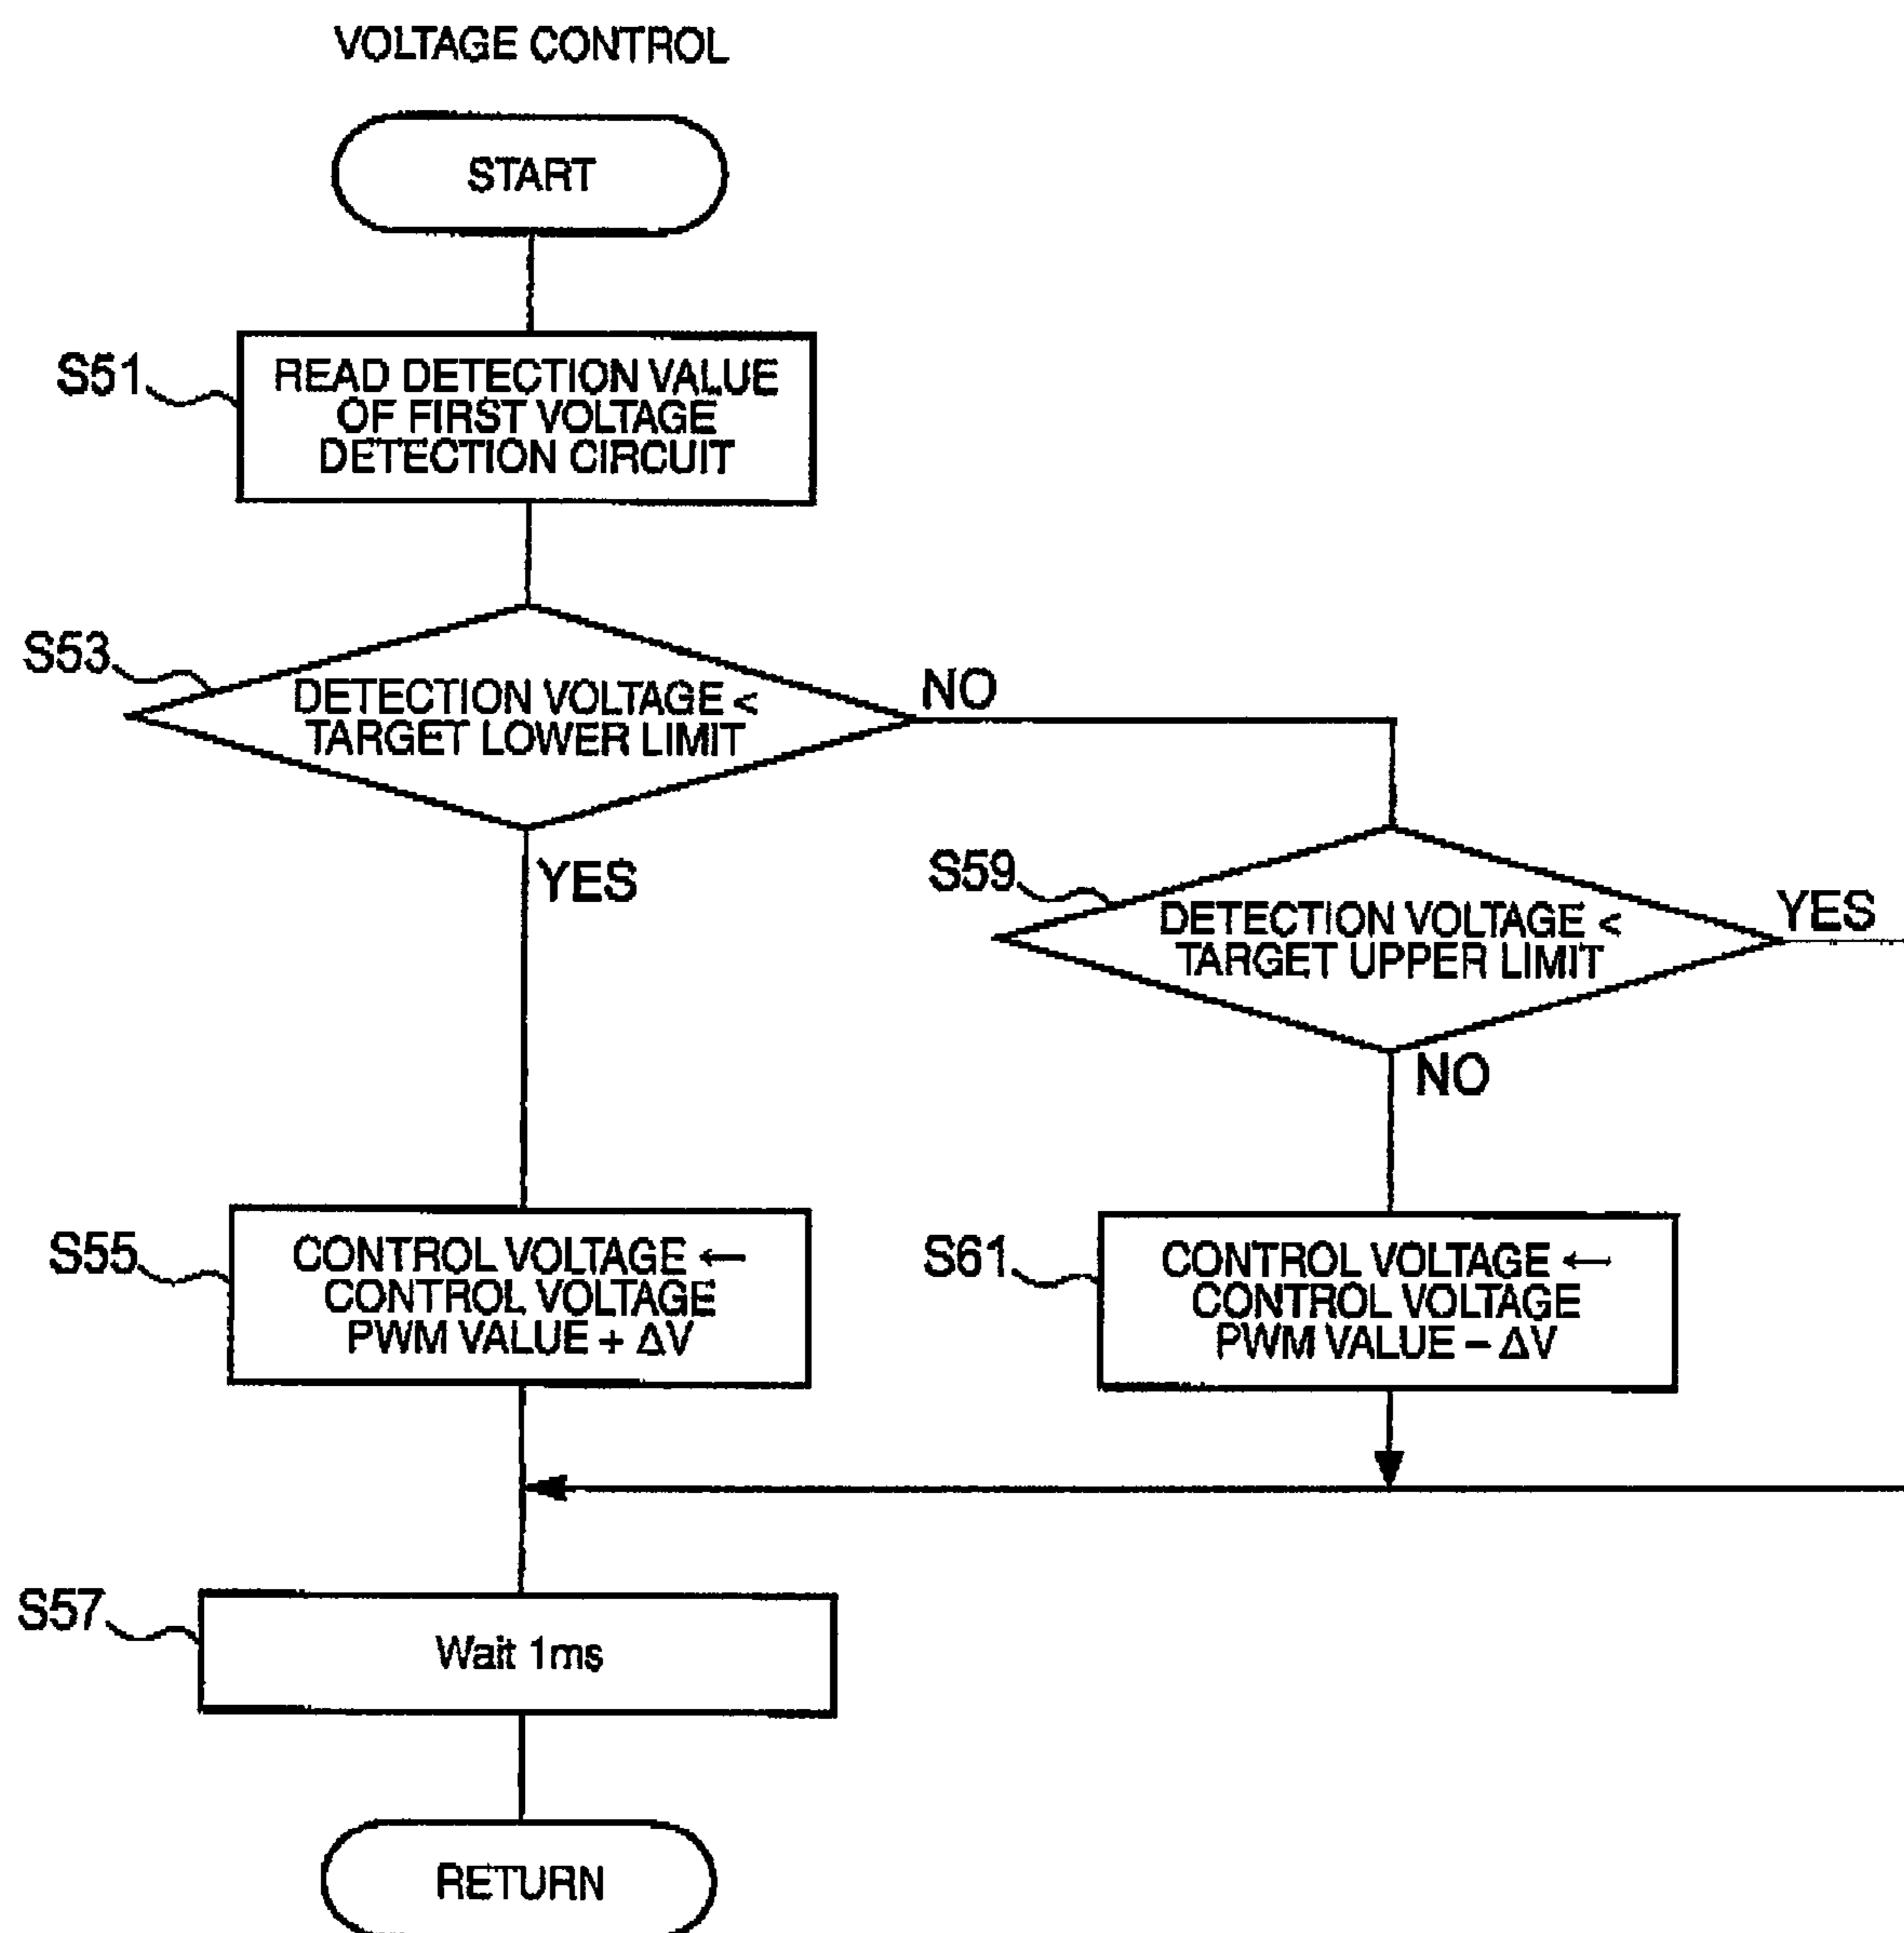 VOLTAGE CONTROL
START
S51
READ DETECTION VALUE
OF FIRST VOLTAGE
DETECTION CIRCUIT
S53
DETECTION VOLTAGE <
TARGET LOWER LIMIT
NO
YES
S59
DETECTION VOLTAGE <
TARGET UPPER LIMIT
YES
NO
S55
CONTROL VOLTAGE ←
CONTROL VOLTAGE
PWM VALUE + ΔV
S61
CONTROL VOLTAGE ←
CONTROL VOLTAGE
PWM VALUE − ΔV
S57
Wait 1ms
RETURN